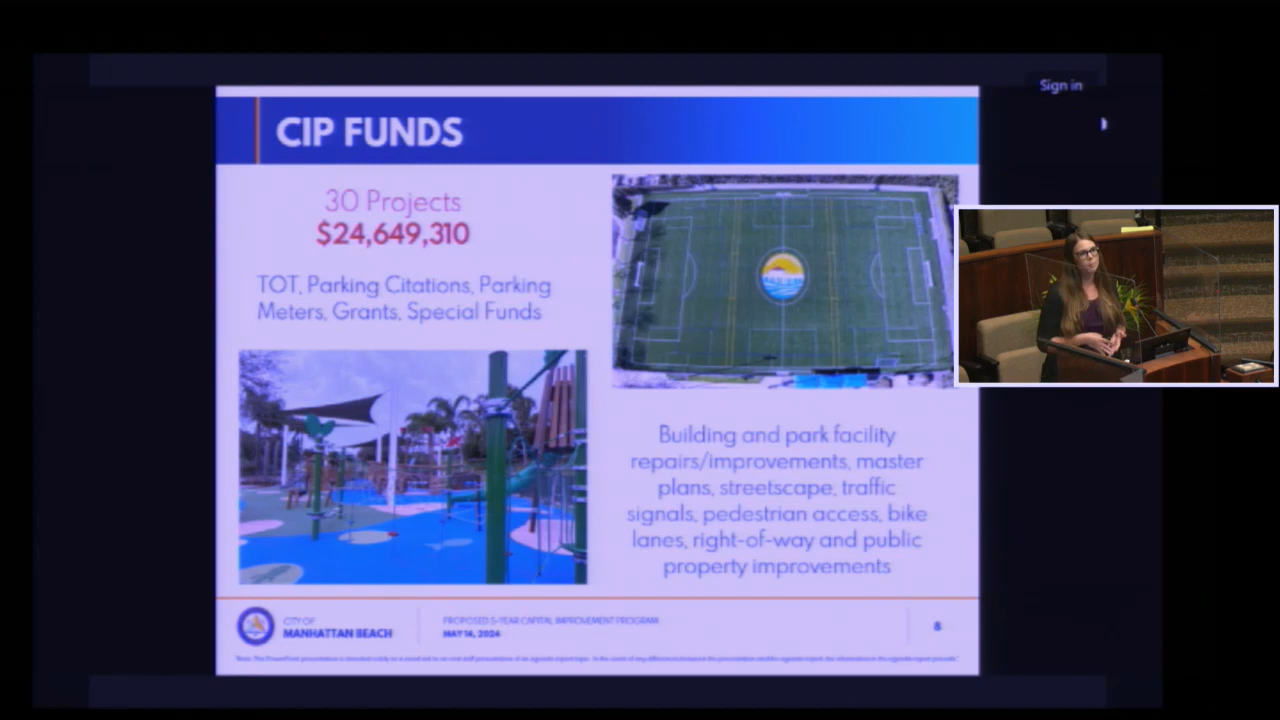 Sign in
CIP FUNDS
30 Projects
$24,649,310
TOT, Parking Citations, Parking
Meters, Grants, Special Funds
Building and park facility
repairs/improvements, master
plans, streetscape, traffic
signals, pedestrian access, bike
lanes, right-of-way and public
property improvements
CITY OF
MANHATTAN BEACH
PROPOSED 5-YEAR CAPITAL IMPROVEMENT PROGRAM
MAY 14, 2024
8